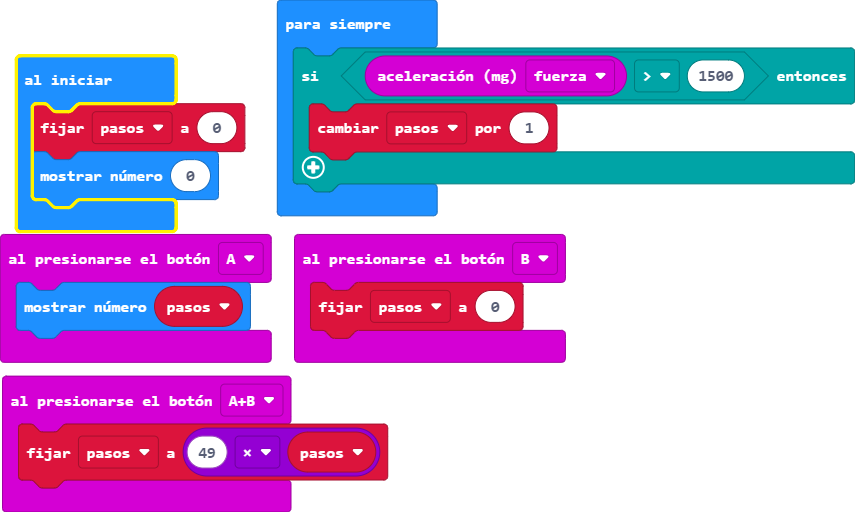 al iniciar
fijar pasos a 0
mostrar número 0
para siempre
si aceleración (mg) fuerza > 1500 entonces
cambiar pasos por 1
al presionarse el botón A
mostrar número pasos
al presionarse el botón B
fijar pasos a 0
al presionarse el botón A+B
fijar pasos a 49 × pasos